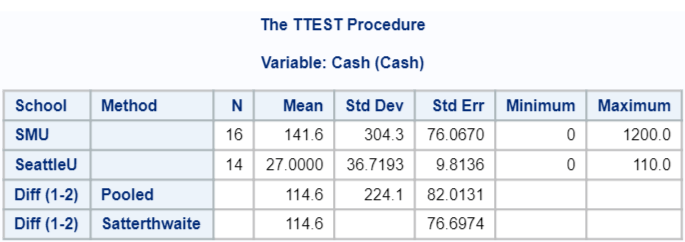 The TTEST Procedure
Variable: Cash (Cash)
School Method N Mean Std Dev Std Err Minimum Maximum
SMU 16 141.6 304.3 76.0670 0 1200.0
SeattleU 14 27.0000 36.7193 9.8136 0 110.0
Diff (1-2) Pooled 114.6 224.1 82.0131
Diff (1-2) Satterthwaite 114.6 76.6974